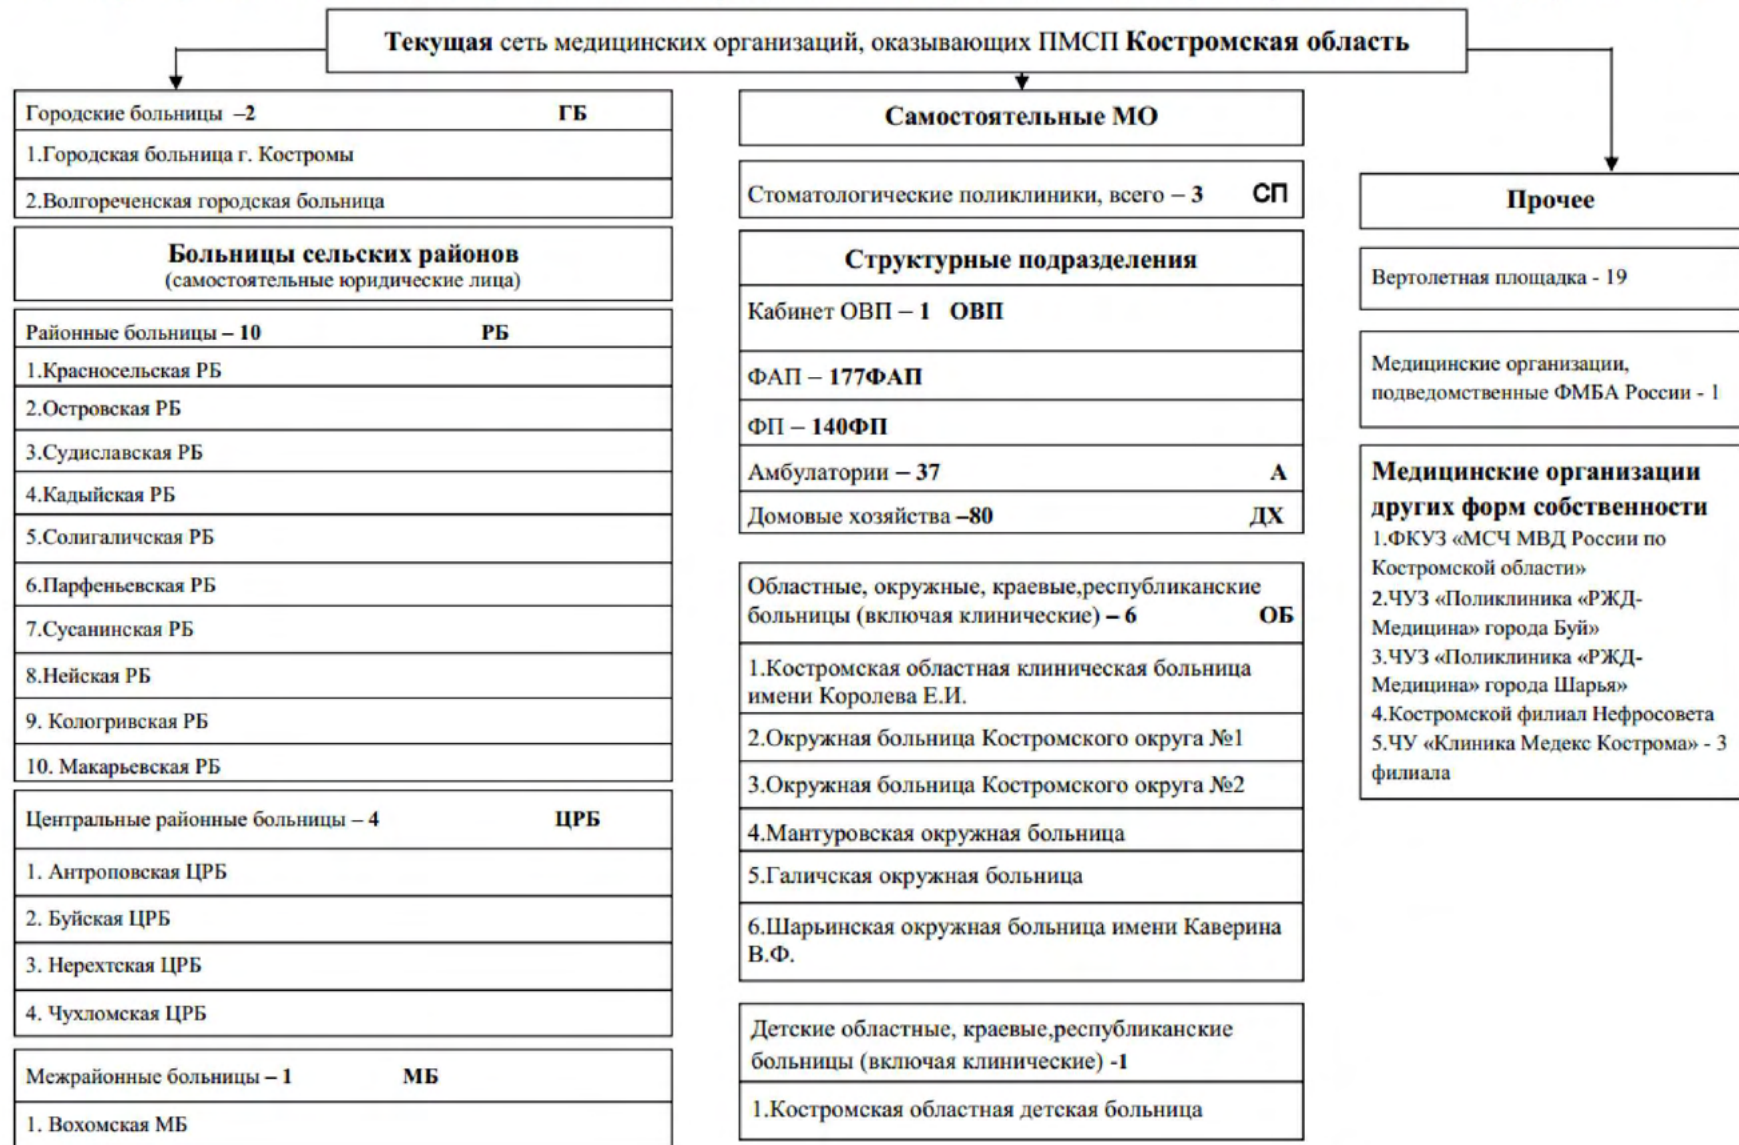 Текущая сеть медицинских организаций, оказывающих ПМСП Костромская область
Городские больницы –2 ГБ
1.Городская больница г. Костромы
2.Волгореченская городская больница
Больницы сельских районов
(самостоятельные юридические лица)
Районные больницы – 10 РБ
1.Красносельская РБ
2.Островская РБ
3.Судиславская РБ
4.Кадыйская РБ
5.Солигаличская РБ
6.Парфеньевская РБ
7.Сусанинская РБ
8.Нейская РБ
9. Кологривская РБ
10. Макарьевская РБ
Центральные районные больницы – 4 ЦРБ
1. Антроповская ЦРБ
2. Буйская ЦРБ
3. Нерехтская ЦРБ
4. Чухломская ЦРБ
Межрайонные больницы – 1 МБ
1. Вохомская МБ
Самостоятельные МО
Стоматологические поликлиники, всего – 3 СП
Структурные подразделения
Кабинет ОВП – 1 ОВП
ФАП – 177ФАП
ФП – 140ФП
Амбулатории – 37 А
Домовые хозяйства –80 ДХ
Областные, окружные, краевые,республиканские
больницы (включая клинические) – 6 ОБ
1.Костромская областная клиническая больница
имени Королева Е.И.
2.Окружная больница Костромского округа №1
3.Окружная больница Костромского округа №2
4.Мантуровская окружная больница
5.Галичская окружная больница
6.Шарьинская окружная больница имени Каверина
В.Ф.
Детские областные, краевые,республиканские
больницы (включая клинические) -1
1.Костромская областная детская больница
Прочее
Вертолетная площадка - 19
Медицинские организации,
подведомственные ФМБА России - 1
Медицинские организации
других форм собственности
1.ФКУЗ «МСЧ МВД России по
Костромской области»
2.ЧУЗ «Поликлиника «РЖД-
Медицина» города Буй»
3.ЧУЗ «Поликлиника «РЖД-
Медицина» города Шарья»
4.Костромской филиал Нефросовета
5.ЧУ «Клиника Медекс Кострома» - 3
филиала